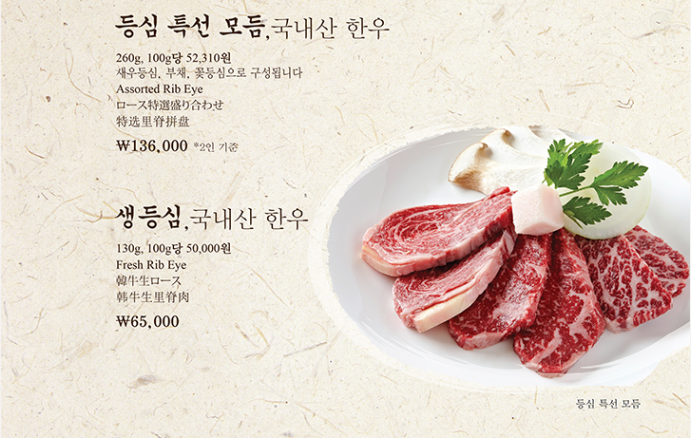 등심 특선 모듬,국내산 한우
260g, 100g당 52,310원
새우등심, 부채, 꽃등심으로 구성됩니다
Assorted Rib Eye
ロース特選盛り合わせ
特选里脊拼盘
₩136,000 *2인 기준
생등심,국내산 한우
130g, 100g당 50,000원
Fresh Rib Eye
韓牛生ロース
韩牛生里脊肉
₩65,000
등심 특선 모듬